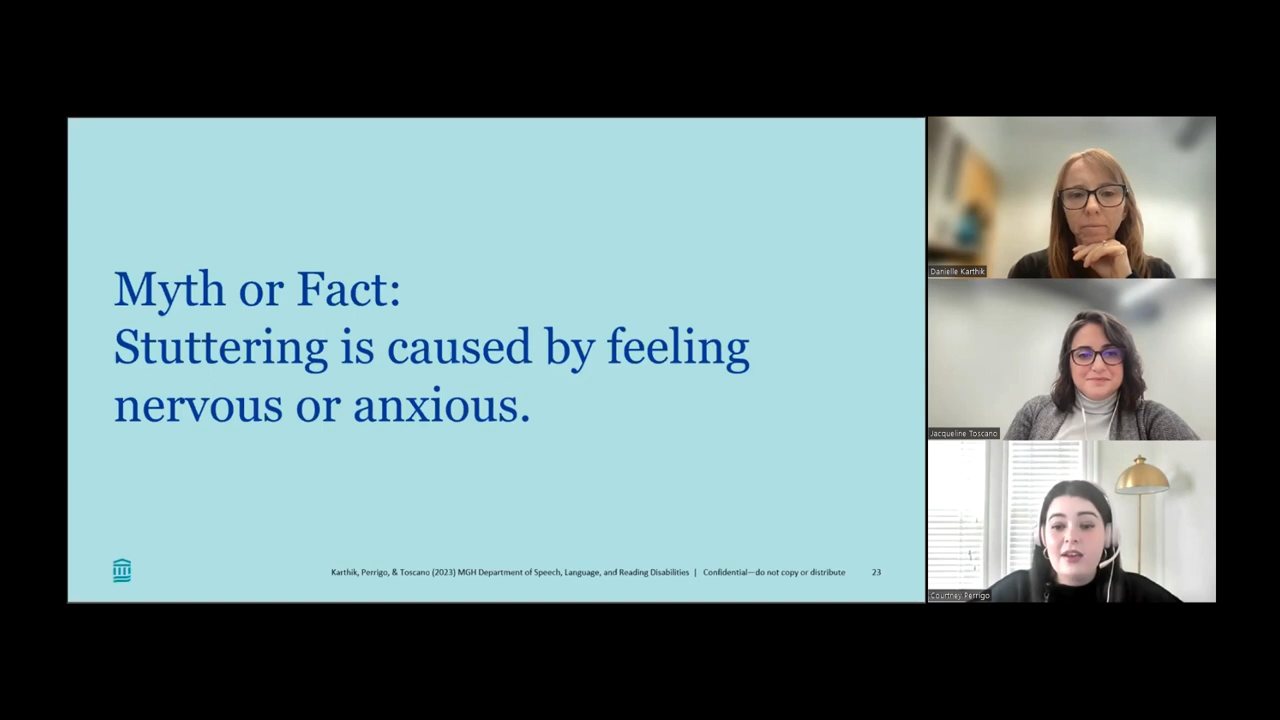 Myth or Fact:
Stuttering is caused by feeling
nervous or anxious.
Karthik, Perrigo, & Toscano (2023) MGH Department of Speech, Language, and Reading Disabilities | Confidential—do not copy or distribute 23
Danielle Karthik
Jacqueline Toscano
Courtney Perrigo